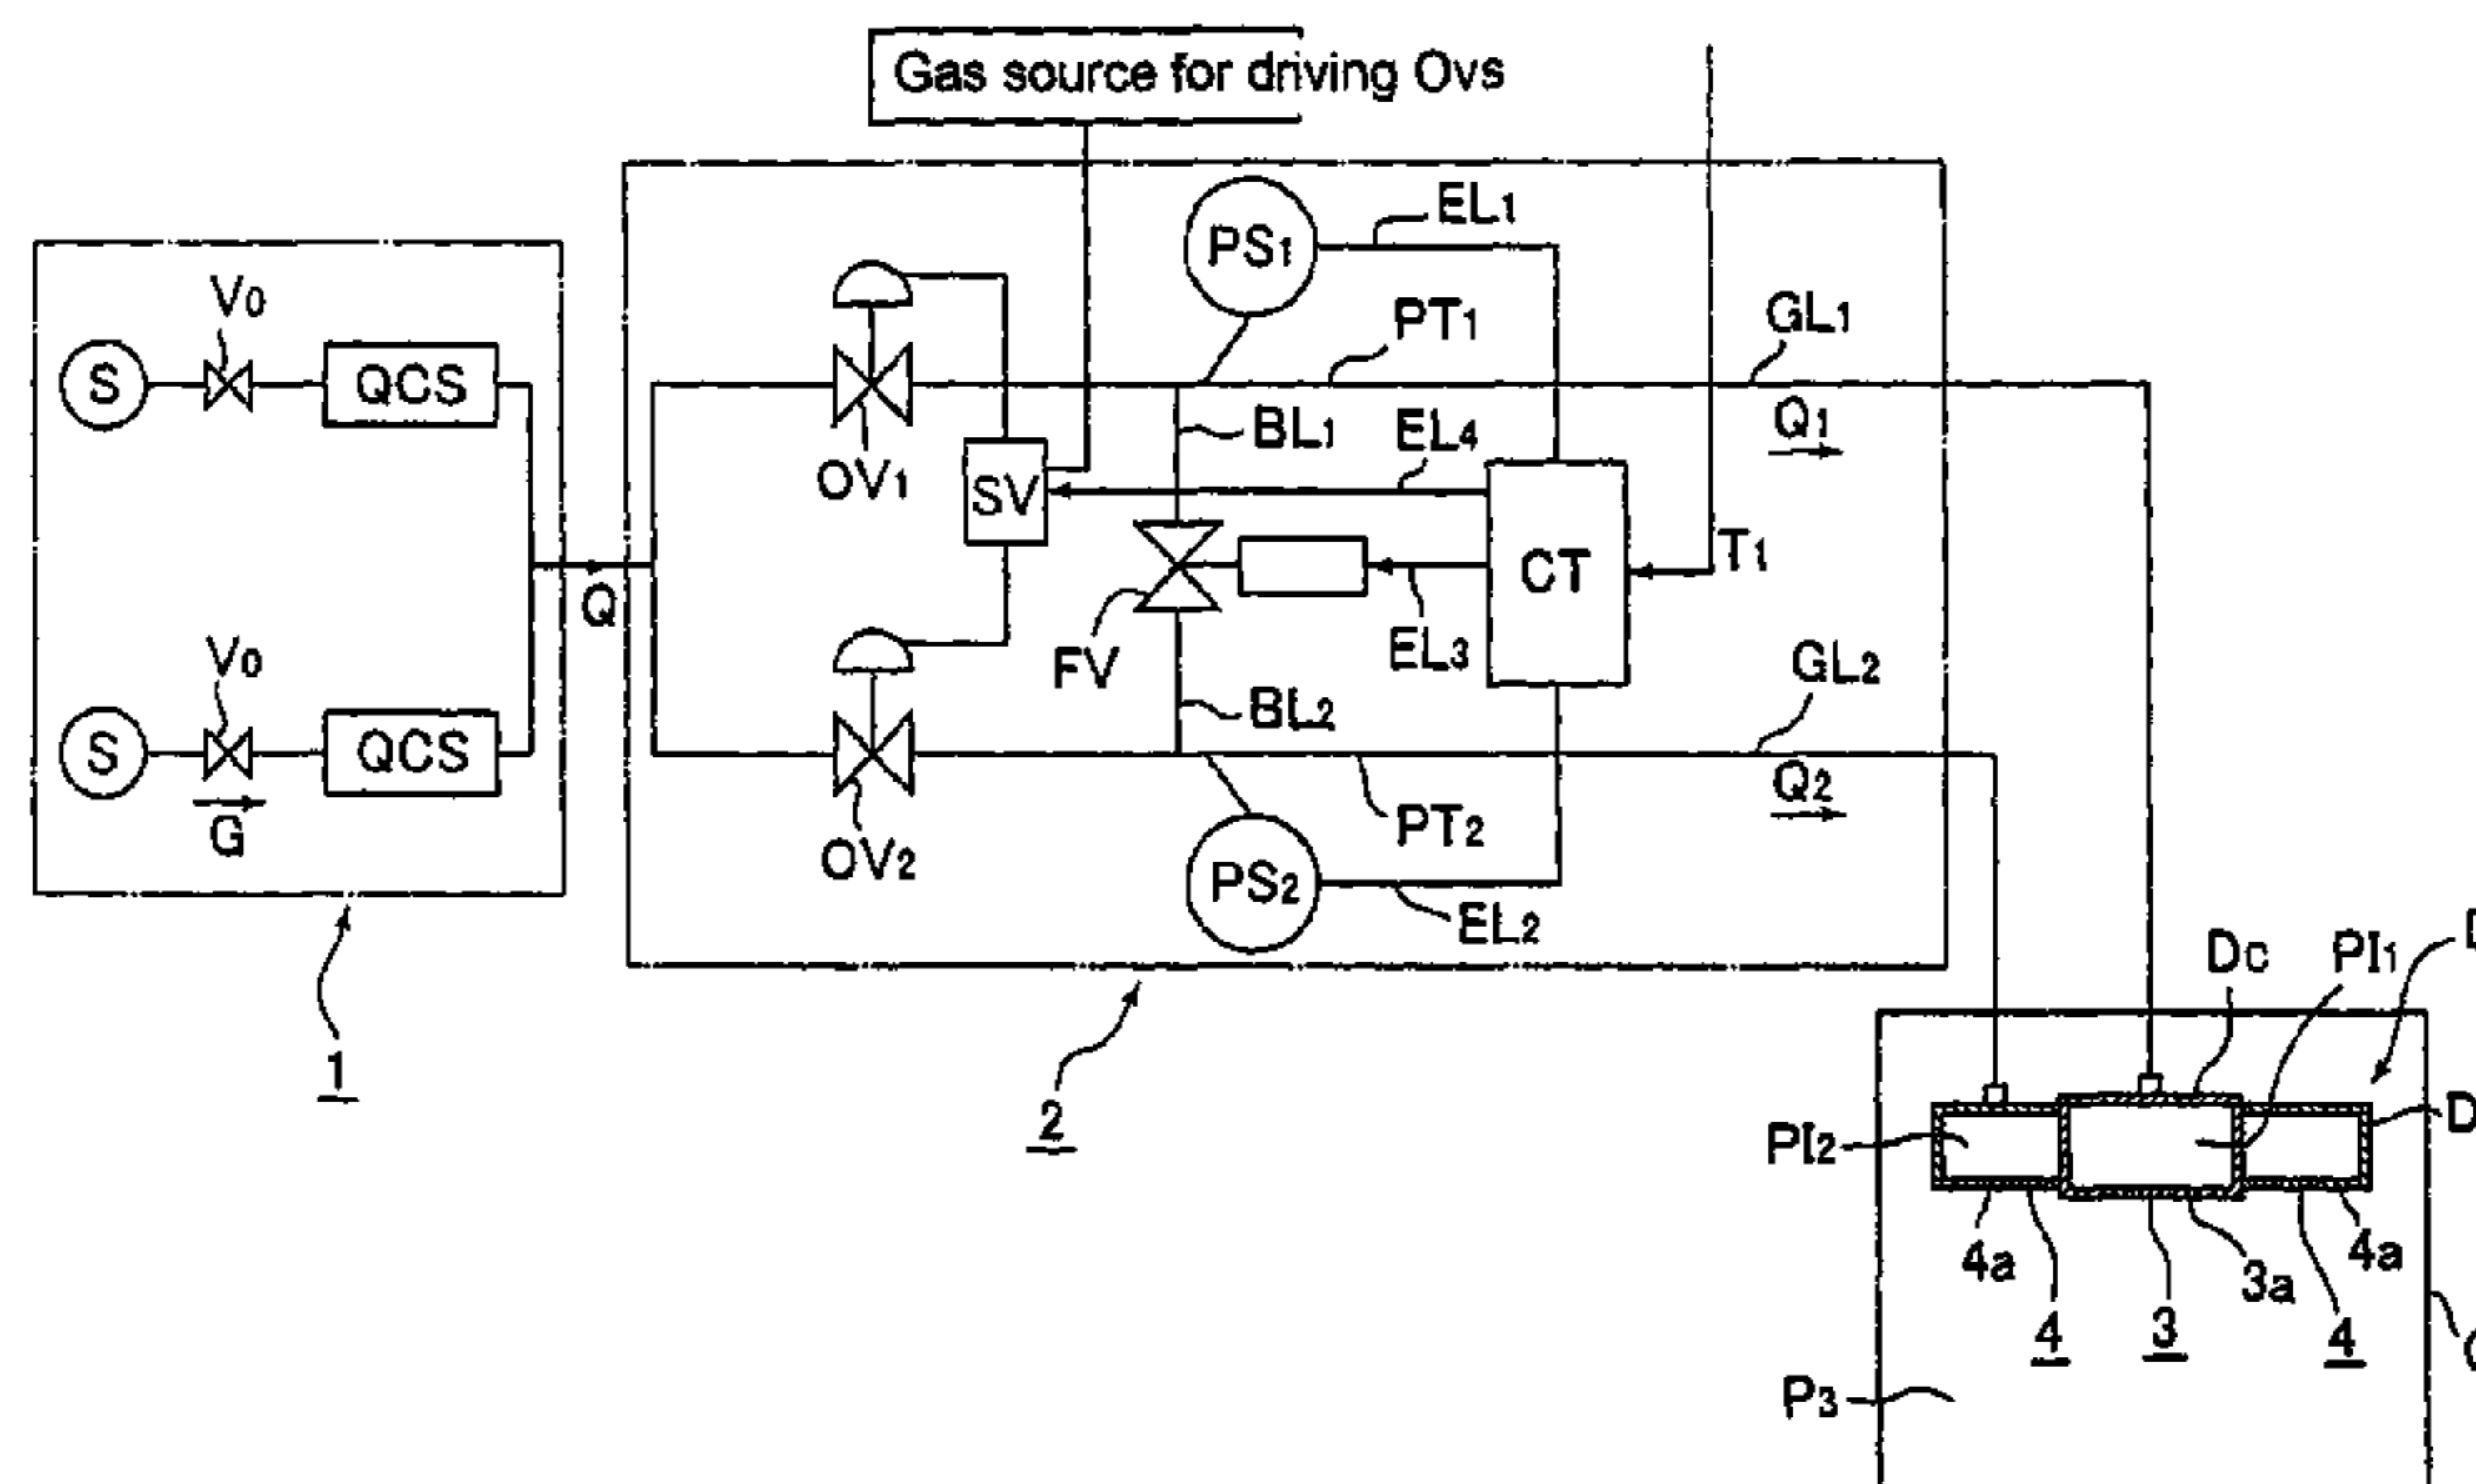 Gas source for driving Ovs
PS1
EL1
V0
PT1
GL1
S
QCS
Q1
BL1
EL4
OV1
SV
T1
CT
Q
FV
EL3
V0
GL2
BL2
S
QCS
Q2
G
PT2
OV2
PS2
EL2
DC
PI1
D
1
2
D
PI2
4a
3a
4a
4
3
4
P3